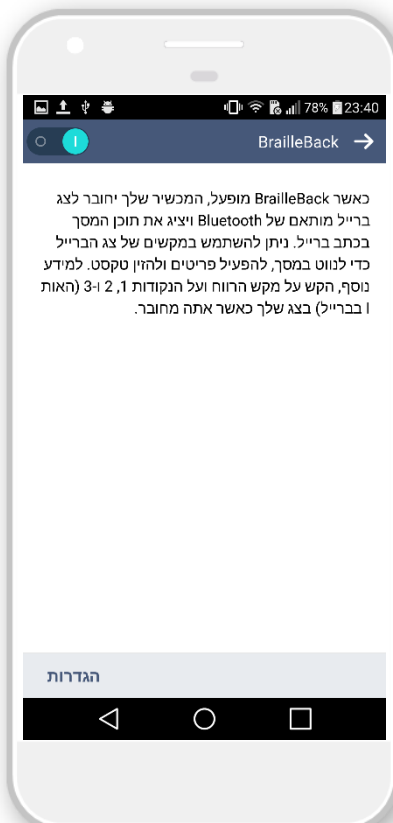 78% 23:40
BrailleBack
כאשר BrailleBack מופעל, המכשיר שלך יחובר לצג
ברייל מותאם של Bluetooth ויציג את תוכן המסך
בכתב ברייל. ניתן להשתמש במקשים של צג הברייל
כדי לנווט במסך, להפעיל פריטים ולהזין טקסט. למידע
נוסף, הקש על מקש הרווח ועל הנקודות 1, 2 ו-3 (האות
l בברייל) בצג שלך כאשר אתה מחובר.
הגדרות